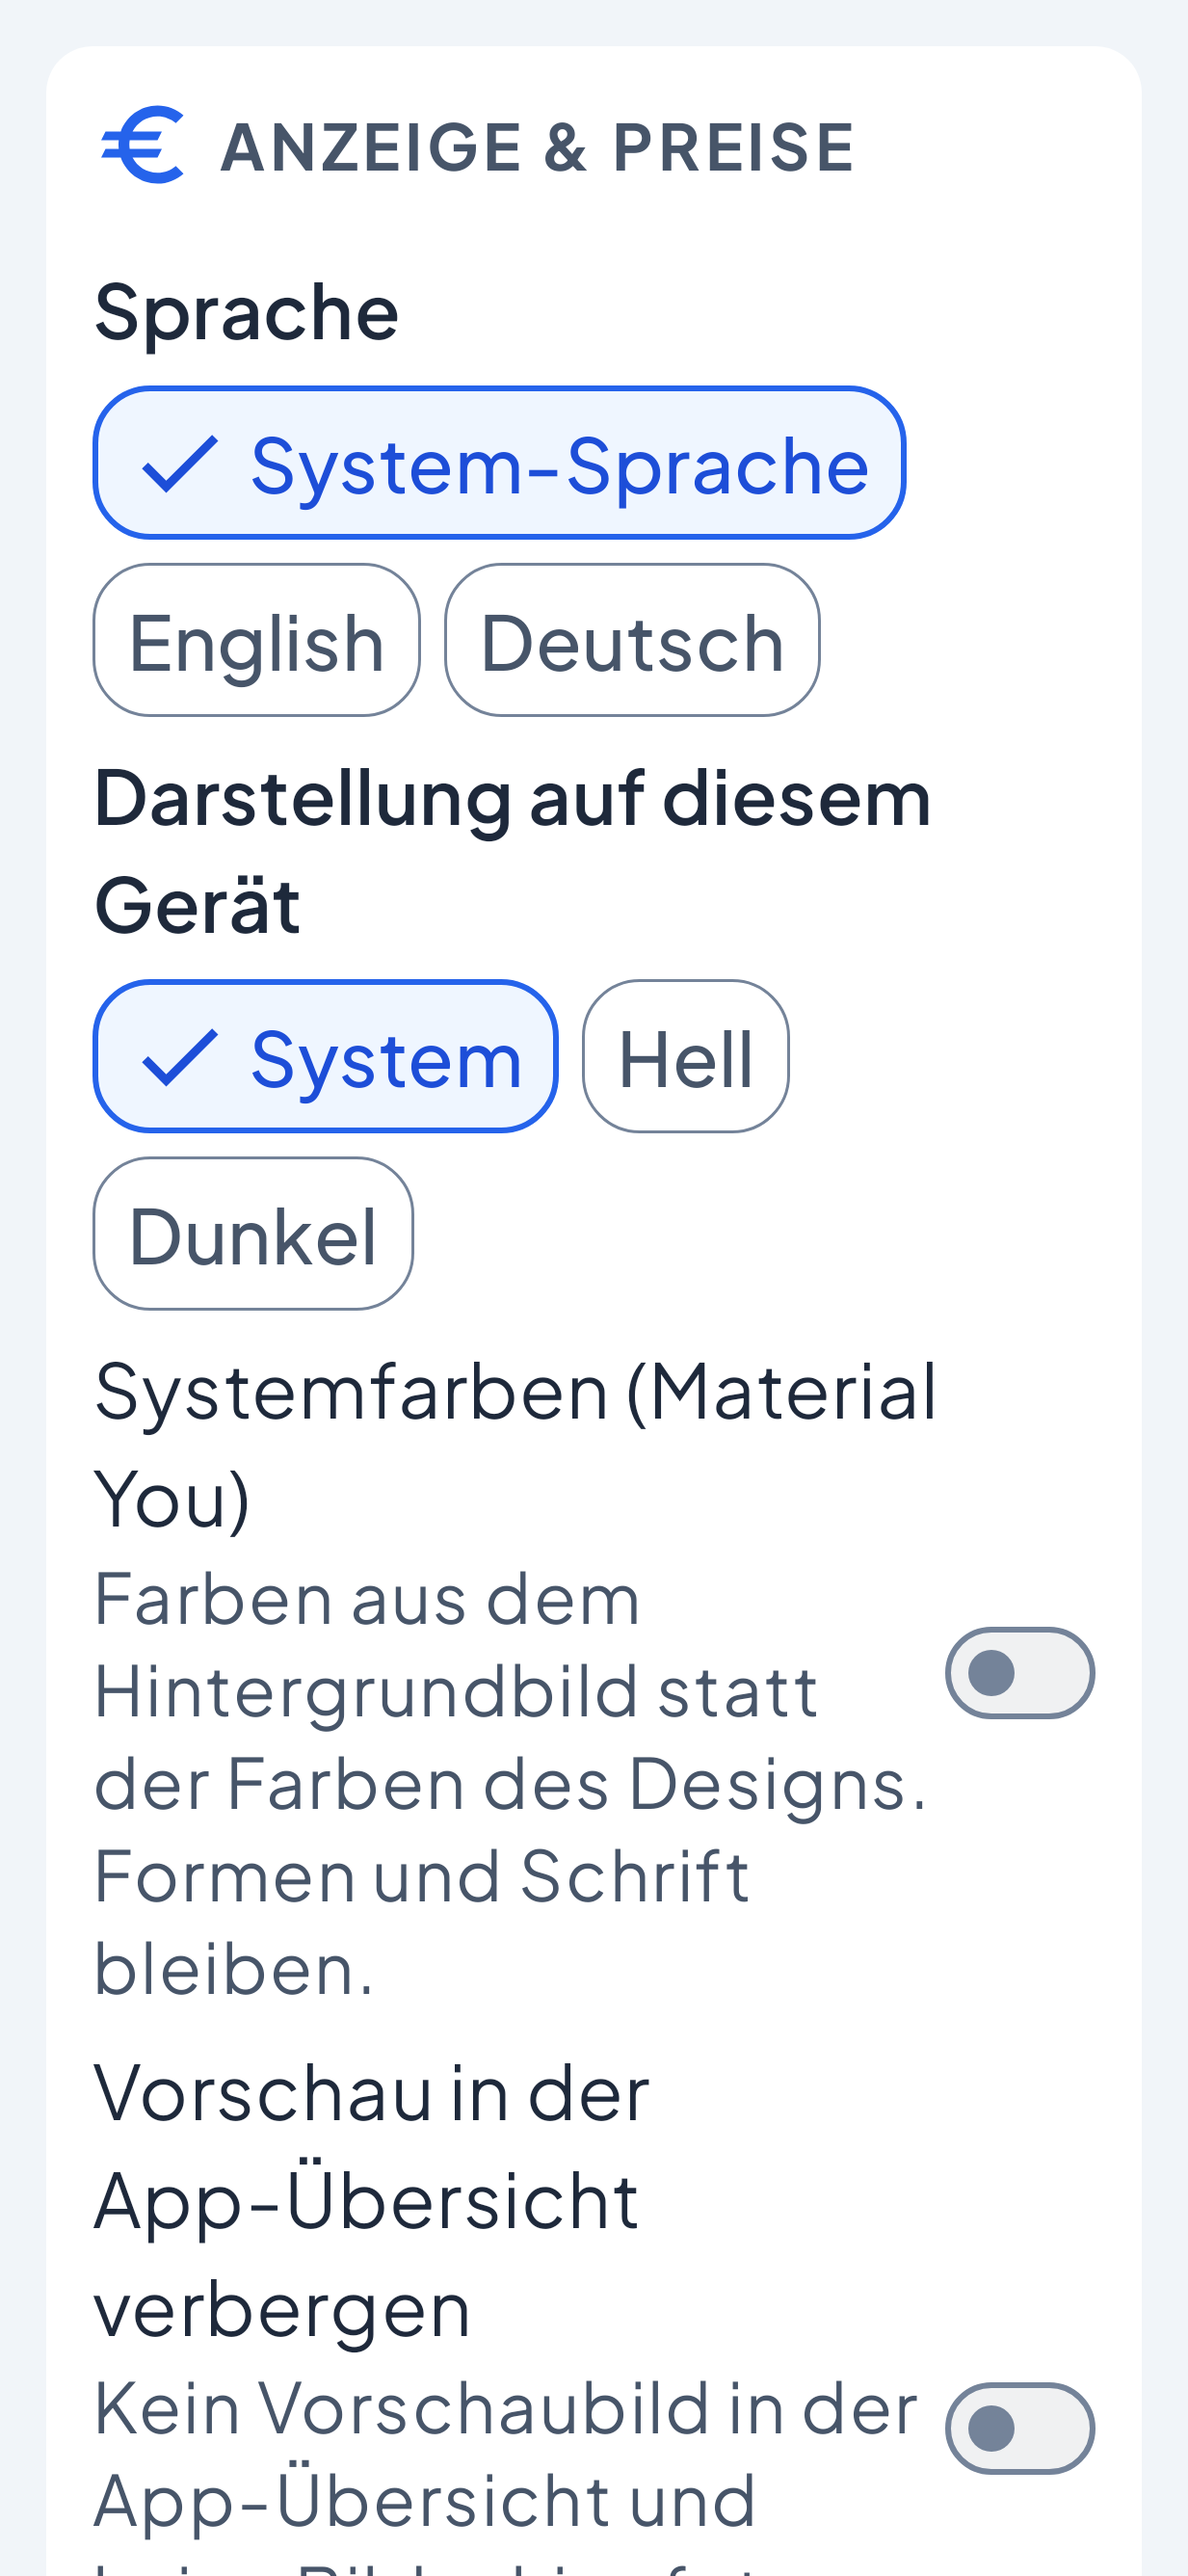 € ANZEIGE & PREISE
Sprache
System-Sprache
English Deutsch
Darstellung auf diesem
Gerät
System Hell
Dunkel
Systemfarben (Material
You)
Farben aus dem
Hintergrundbild statt
der Farben des Designs.
Formen und Schrift
bleiben.
Vorschau in der
App-Übersicht
verbergen
Kein Vorschaubild in der
App-Übersicht und